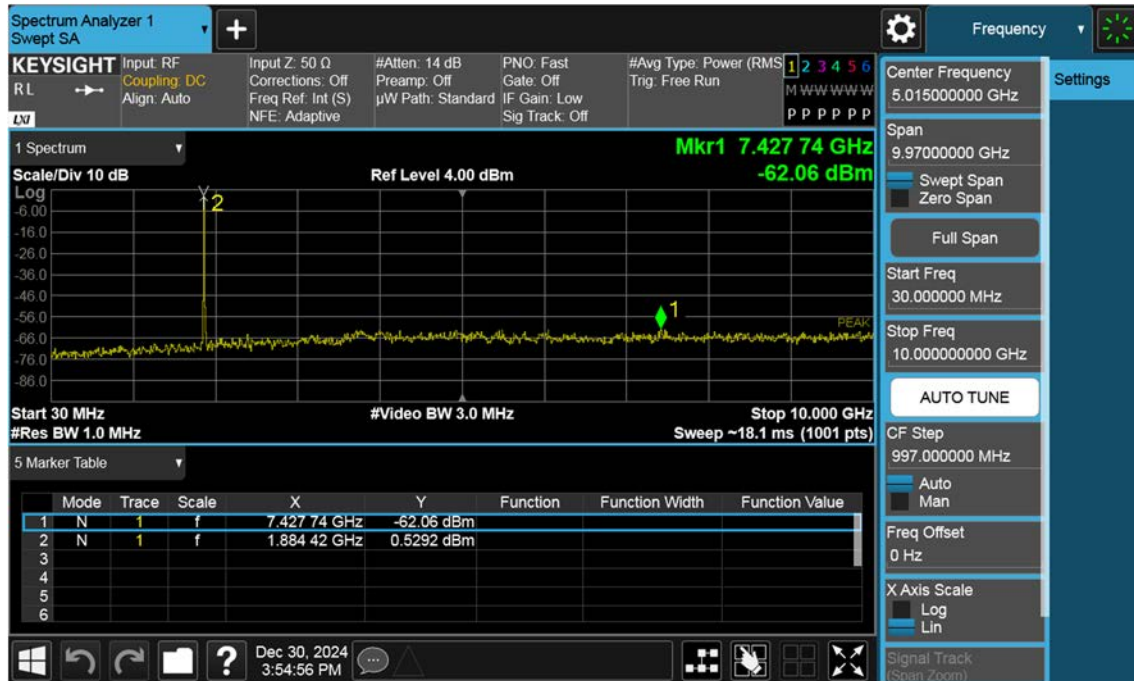 Spectrum Analyzer 1
Swept SA
+
Frequency
KEYSIGHT
RL
LXI
Input: RF
Coupling: DC
Align: Auto
Input Z: 50 Ω
Corrections: Off
Freq Ref: Int (S)
NFE: Adaptive
#Atten: 14 dB
Preamp: Off
µW Path: Standard
PNO: Fast
Gate: Off
IF Gain: Low
Sig Track: Off
#Avg Type: Power (RMS
Trig: Free Run
1 2 3 4 5 6
M W W W W W
P P P P P P
1 Spectrum
Mkr1 7.427 74 GHz
-62.06 dBm
Scale/Div 10 dB
Ref Level 4.00 dBm
Log
-6.00
-16.0
-26.0
-36.0
-46.0
-56.0
-66.0
-76.0
-86.0
2
1
PEAK
Start 30 MHz
#Video BW 3.0 MHz
Stop 10.000 GHz
#Res BW 1.0 MHz
Sweep ~18.1 ms (1001 pts)
5 Marker Table
Mode Trace Scale X Y Function Function Width Function Value
1 N 1 f 7.427 74 GHz -62.06 dBm
2 N 1 f 1.884 42 GHz 0.5292 dBm
3
4
5
6
?
Dec 30, 2024
3:54:56 PM
Center Frequency
5.015000000 GHz
Settings
Span
9.97000000 GHz
Swept Span
Zero Span
Full Span
Start Freq
30.000000 MHz
Stop Freq
10.000000000 GHz
AUTO TUNE
CF Step
997.000000 MHz
Auto
Man
Freq Offset
0 Hz
X Axis Scale
Log
Lin
Signal Track
(Span Zoom)